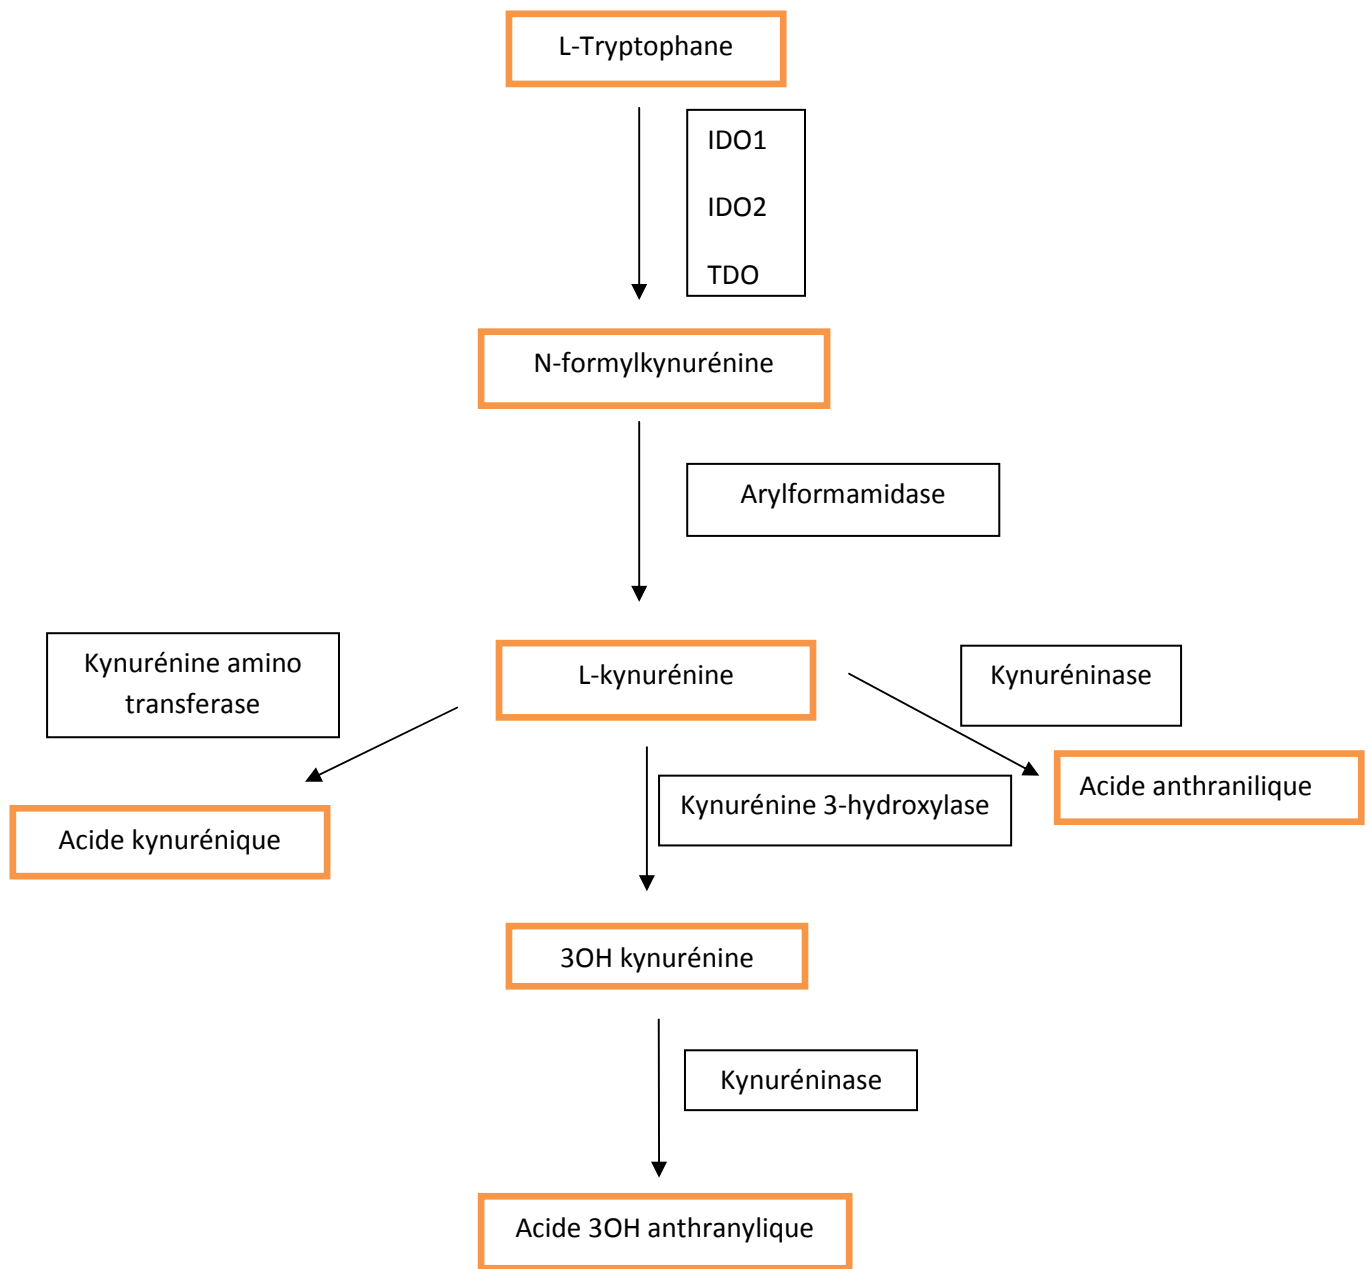 L-Tryptophane
IDO1
IDO2
TDO
N-formylkynurénine
Arylformamidase
Kynurénine amino
transferase
L-kynurénine
Kynuréninase
Acide anthranilique
Kynurénine 3-hydroxylase
Acide kynurénique
3OH kynurénine
Kynuréninase
Acide 3OH anthranylique